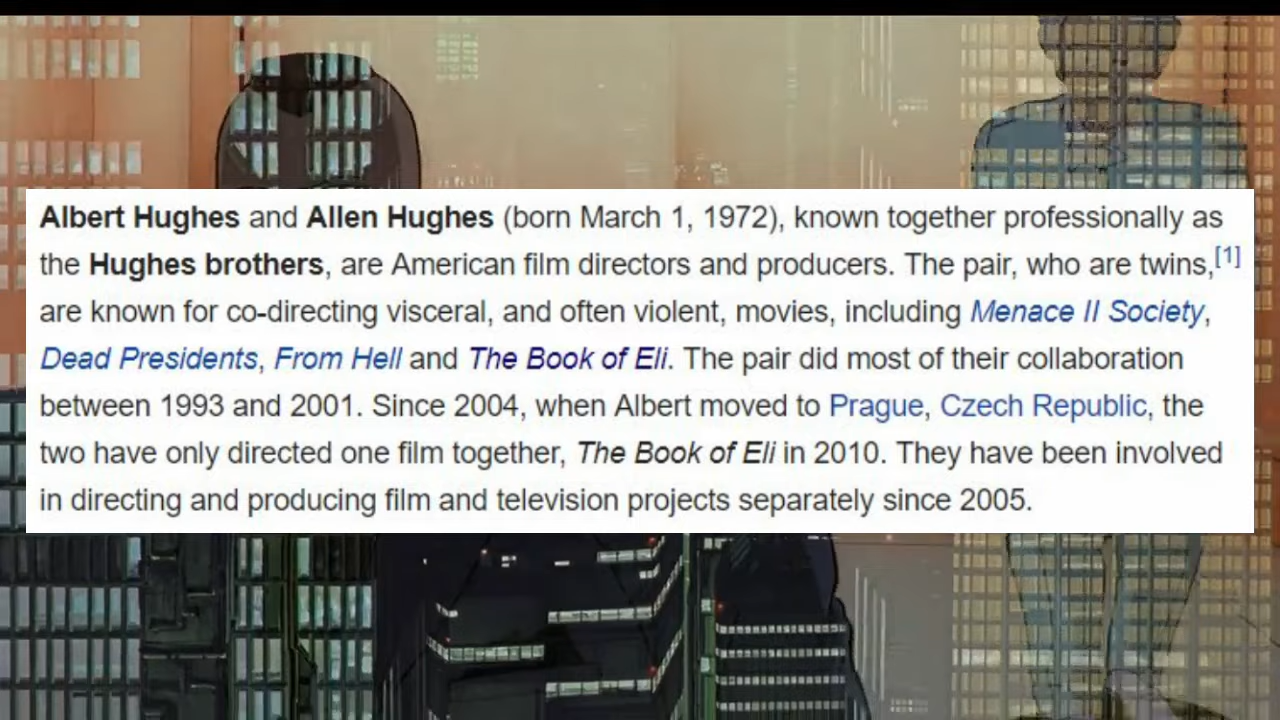 Albert Hughes and Allen Hughes (born March 1, 1972), known together professionally as
the Hughes brothers, are American film directors and producers. The pair, who are twins,[1]
are known for co-directing visceral, and often violent, movies, including Menace II Society,
Dead Presidents, From Hell and The Book of Eli. The pair did most of their collaboration
between 1993 and 2001. Since 2004, when Albert moved to Prague, Czech Republic, the
two have only directed one film together, The Book of Eli in 2010. They have been involved
in directing and producing film and television projects separately since 2005.